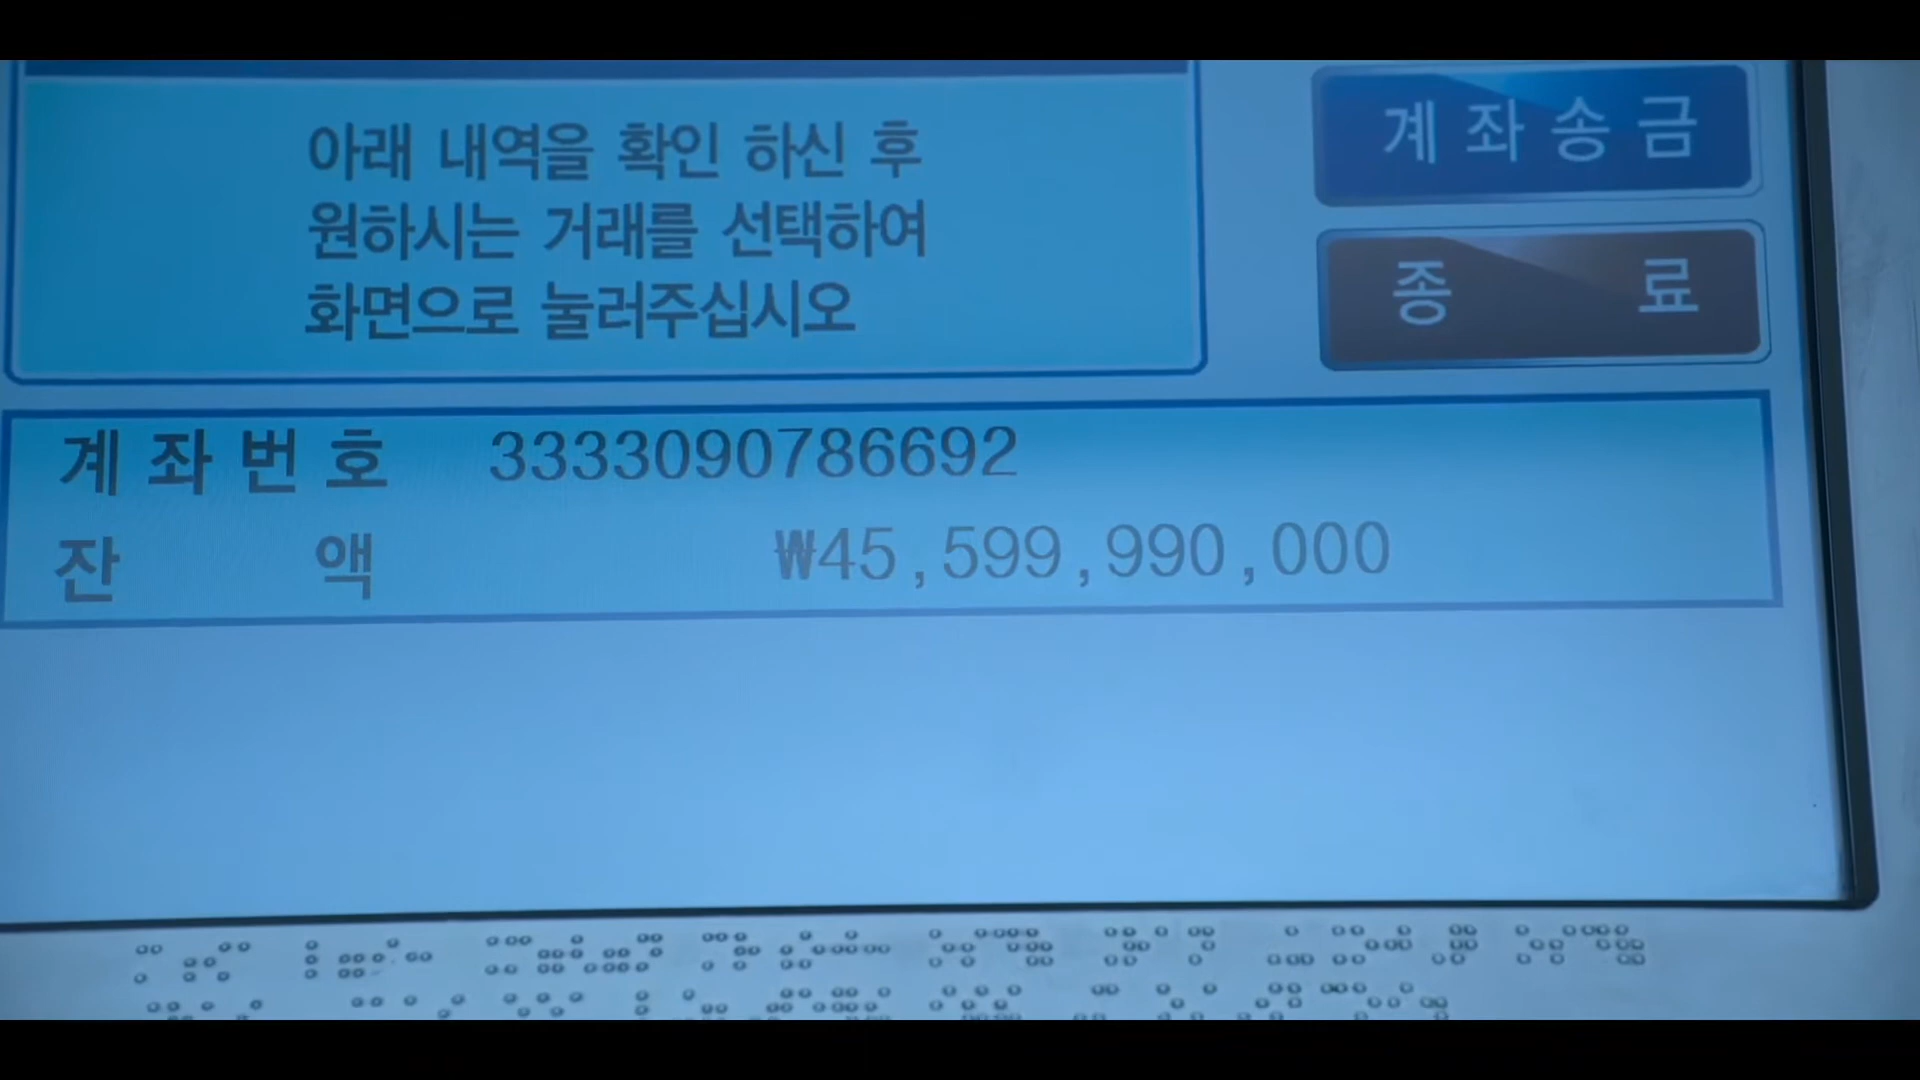 아래 내역을 확인 하신 후
원하시는 거래를 선택하여
화면으로 눌러주십시오
계좌송금
종 료
계좌번호 3333090786692
잔 액 ₩45,599,990,000